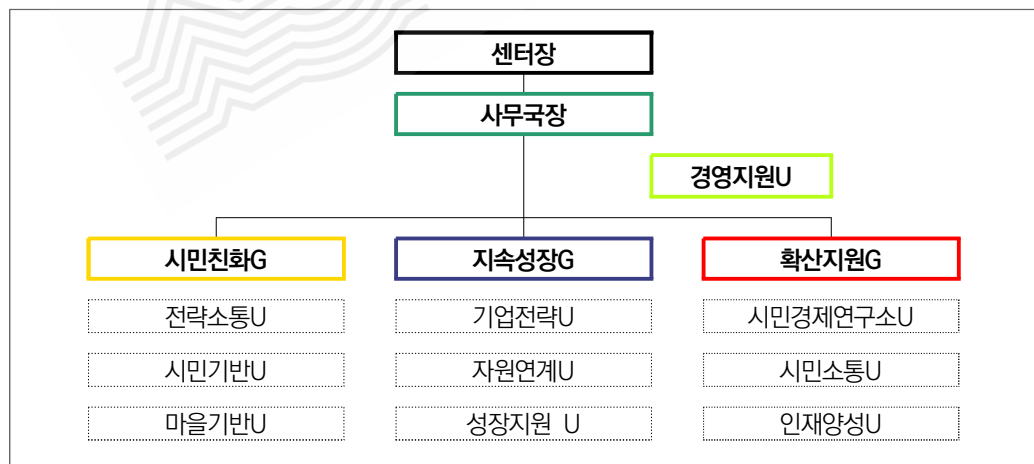 센터장
사무국장
경영지원U
시민친화G
지속성장G
확산지원G
전략소통U
기업전략U
시민경제연구소U
시민기반U
자원연계U
시민소통U
마을기반U
성장지원 U
인재양성U